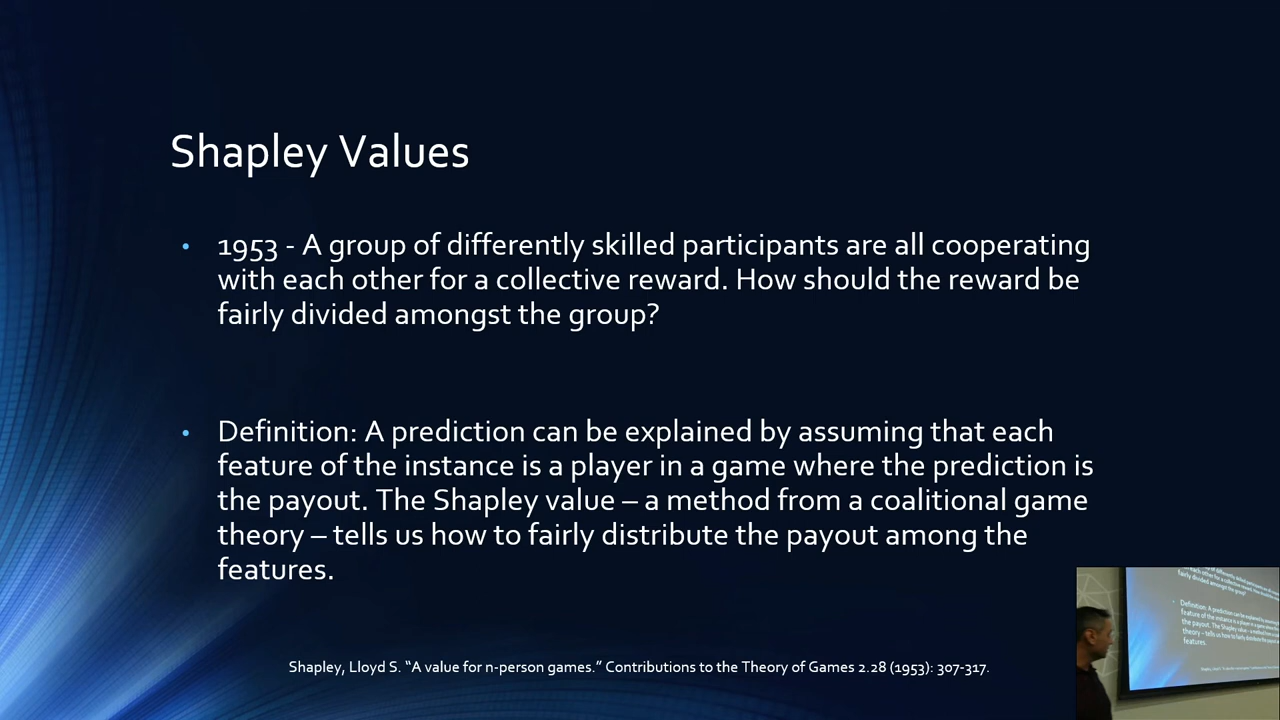 Shapley Values
1953 - A group of differently skilled participants are all cooperating
with each other for a collective reward. How should the reward be
fairly divided amongst the group?
Definition: A prediction can be explained by assuming that each
feature of the instance is a player in a game where the prediction is
the payout. The Shapley value – a method from a coalitional game
theory – tells us how to fairly distribute the payout among the
features.
Shapley, Lloyd S. “A value for n-person games.” Contributions to the Theory of Games 2.28 (1953): 307-317.